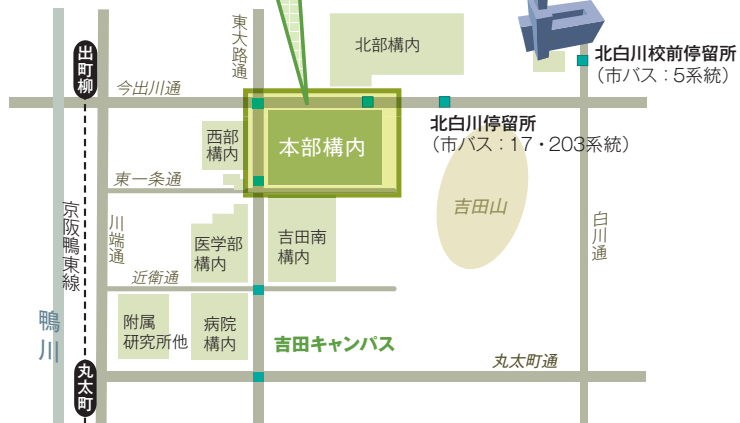 東大路通
北部構内
出町柳
今出川通
北白川校前停留所
（市バス：5系統）
北白川停留所
（市バス：17・203系統）
西部
構内
本部構内
東一条通
吉田山
京阪鴨東線
川端通
医学部
構内
吉田南
構内
白川通
近衛通
鴨川
附属
研究所他
病院
構内
吉田キャンパス
丸太町通
丸太町